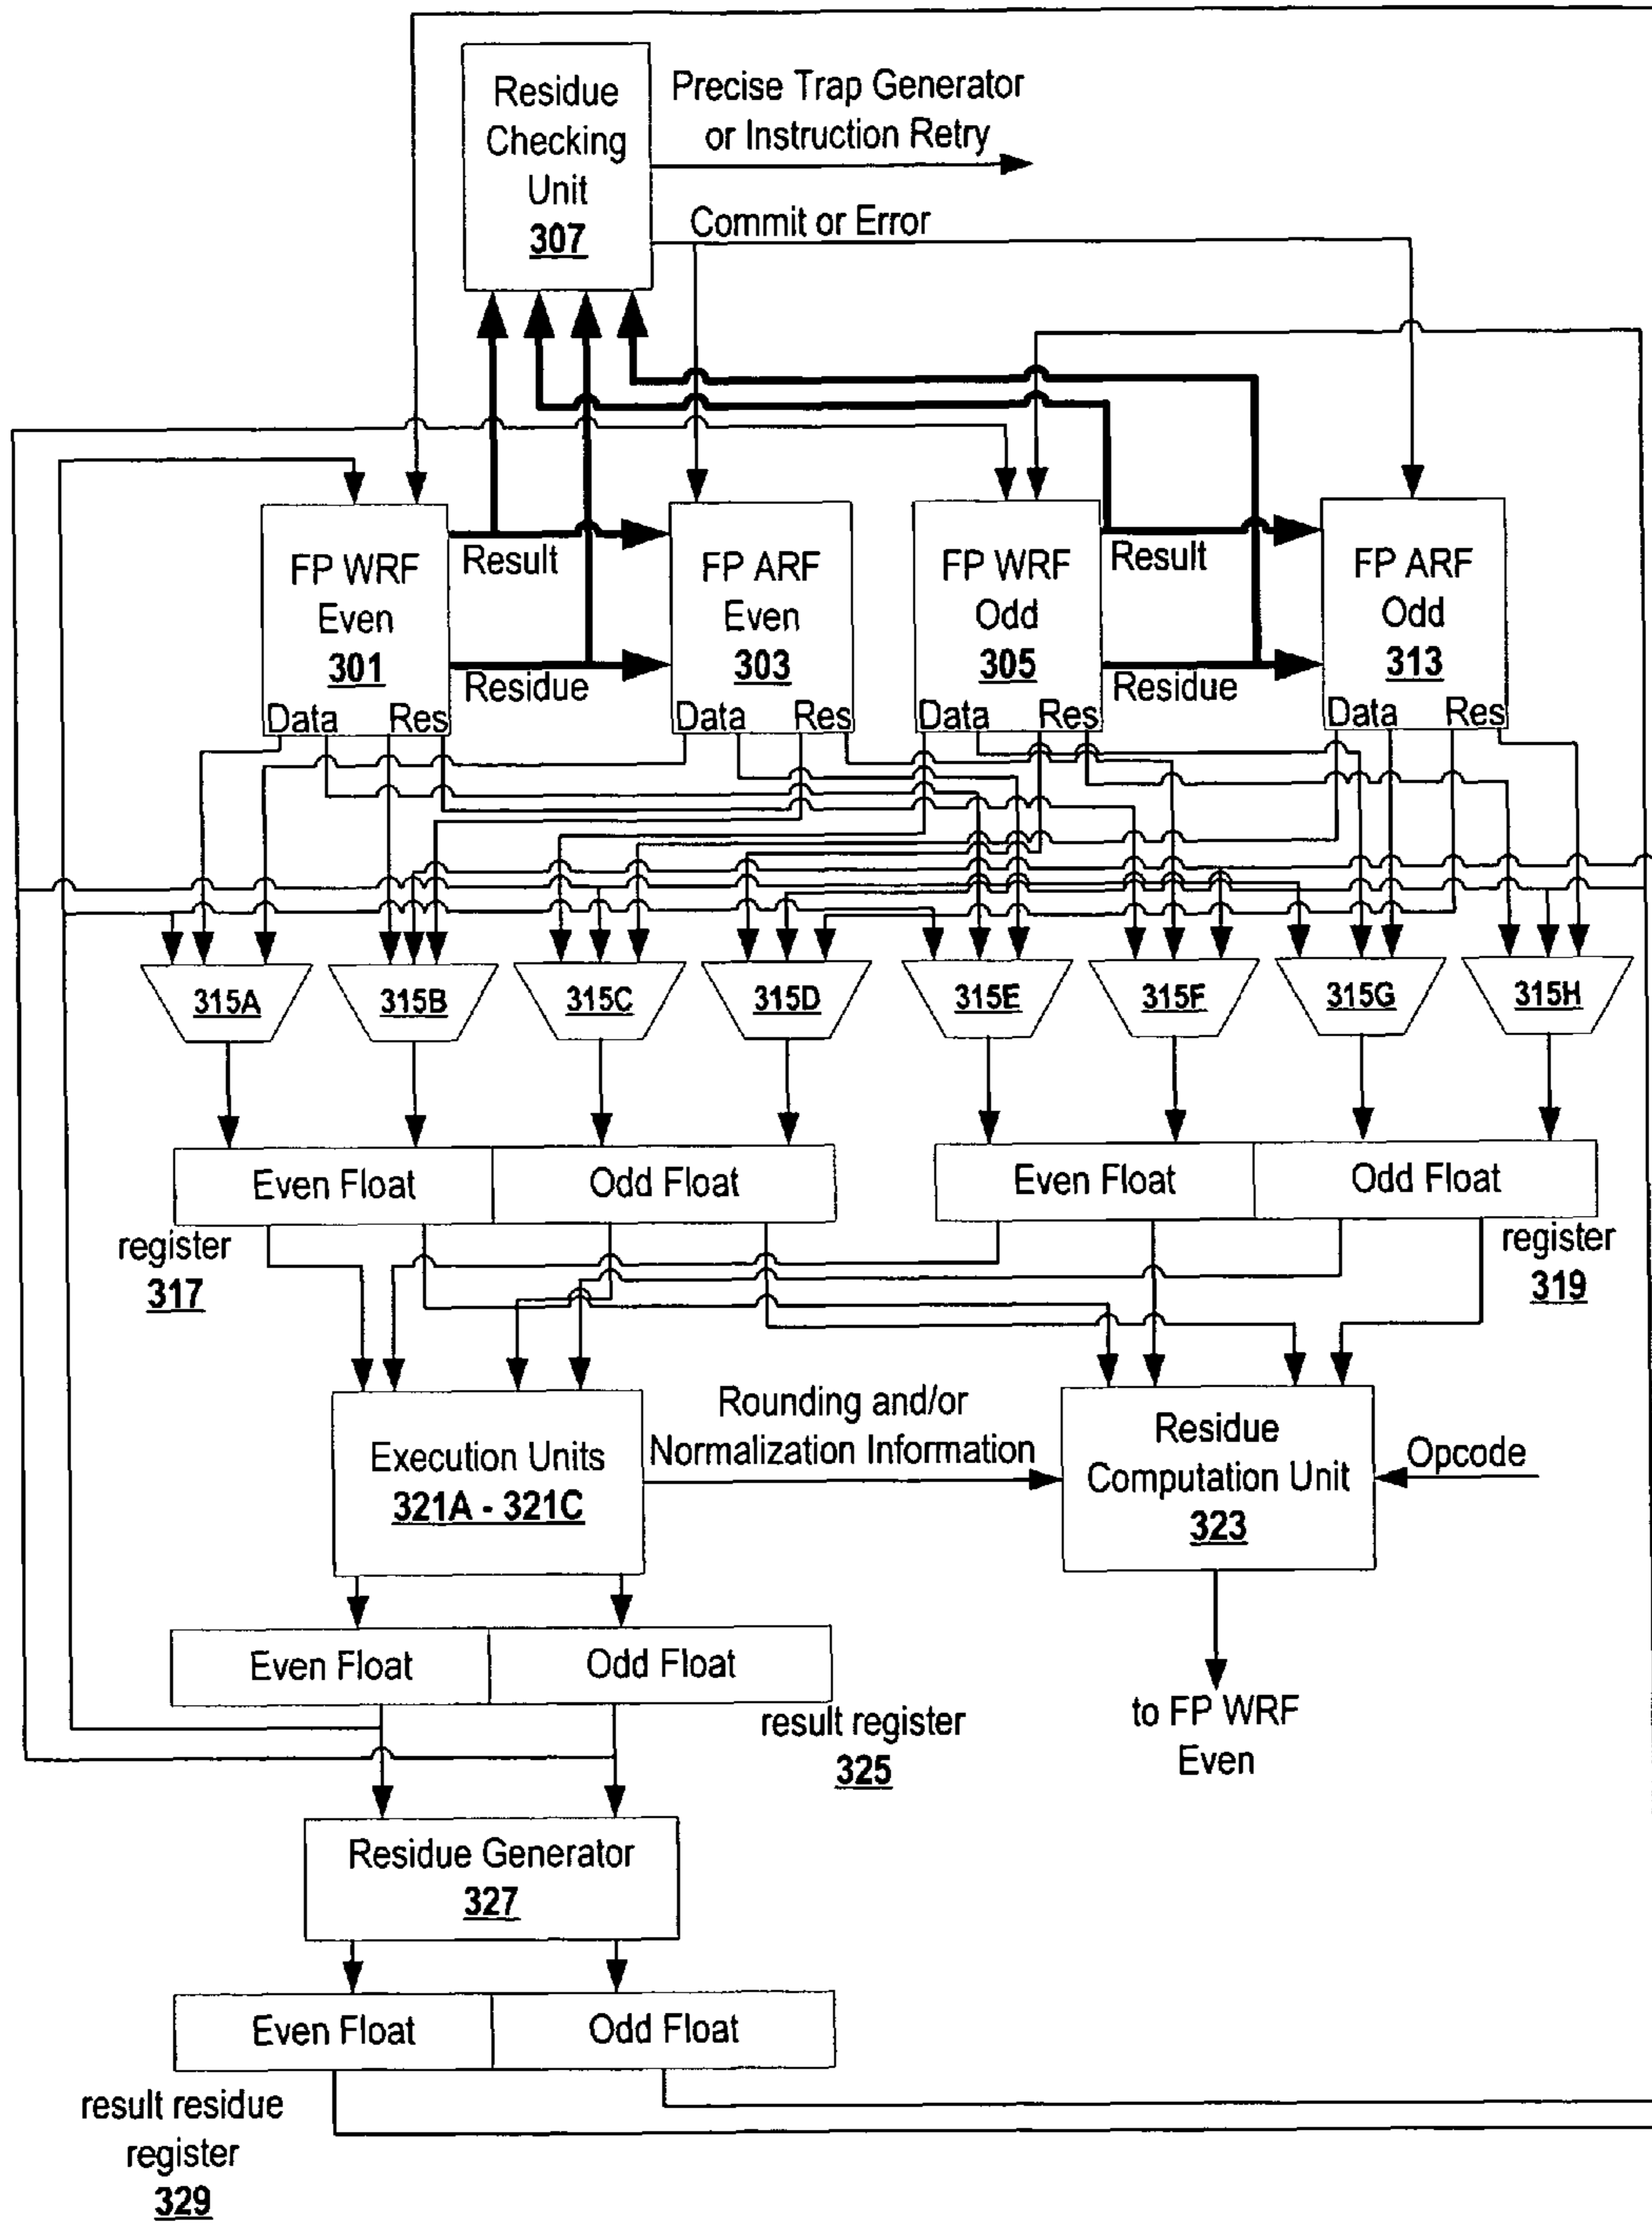 Residue
Checking
Unit
307
Precise Trap Generator
or Instruction Retry
Commit or Error
FP WRF
Even
301
Result
Residue
FP ARF
Even
303
FP WRF
Odd
305
Result
Residue
FP ARF
Odd
313
Data Res
Data Res
Data Res
Data Res
315A
315B
315C
315D
315E
315F
315G
315H
Even Float
Odd Float
Even Float
Odd Float
register
317
register
319
Execution Units
321A - 321C
Rounding and/or
Normalization Information
Residue
Computation Unit
323
Opcode
Even Float
Odd Float
result register
325
to FP WRF
Even
Residue Generator
327
Even Float
Odd Float
result residue
register
329